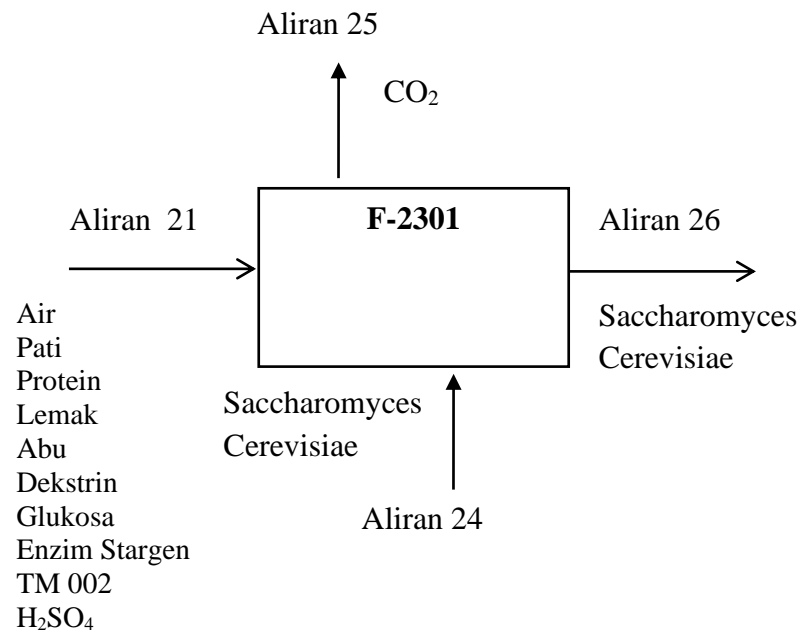 Aliran 25
CO₂
Aliran 21
F-2301
Aliran 26
Air
Pati
Protein
Lemak
Abu
Dekstrin
Glukosa
Enzim Stargen
TM 002
H₂SO₄
Saccharomyces
Cerevisiae
Aliran 24
Saccharomyces
Cerevisiae